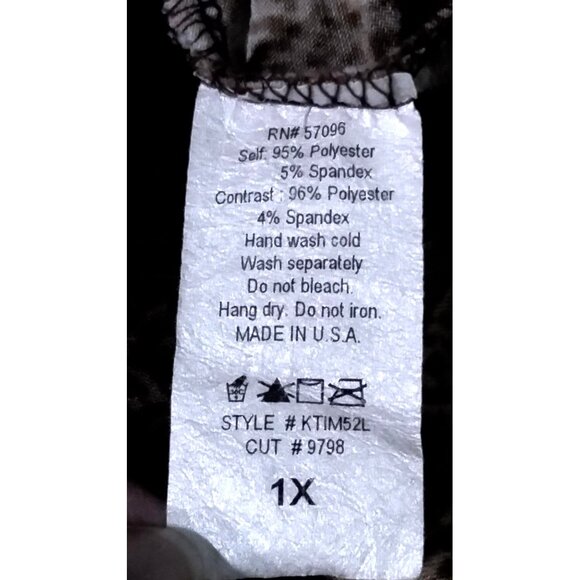 RN# 57096
Self: 95% Polyester
5% Spandex
Contrast : 96% Polyester
4% Spandex
Hand wash cold
Wash separately
Do not bleach.
Hang dry. Do not iron.
MADE IN U.S.A.
STYLE # KTIM52L
CUT # 9798
1X